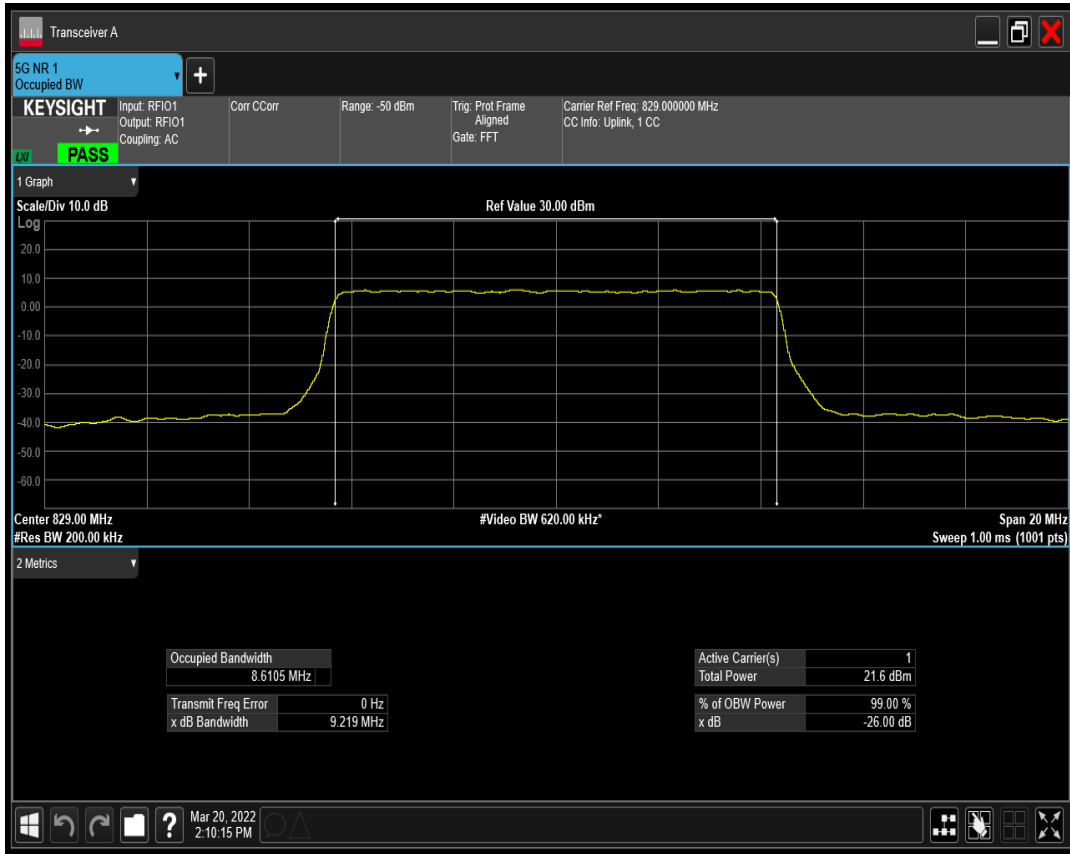 Transceiver A
5G NR 1
Occupied BW
+
KEYSIGHT
LXI
PASS
Input: RFIO1
Output: RFIO1
Coupling: AC
Corr CCorr
Range: -50 dBm
Trig: Prot Frame
Aligned
Gate: FFT
Carrier Ref Freq: 829.000000 MHz
CC Info: Uplink, 1 CC
1 Graph
Scale/Div 10.0 dB
Ref Value 30.00 dBm
Log
20.0
10.0
0.00
-10.0
-20.0
-30.0
-40.0
-50.0
-60.0
Center 829.00 MHz
#Video BW 620.00 kHz*
Span 20 MHz
#Res BW 200.00 kHz
Sweep 1.00 ms (1001 pts)
2 Metrics
Occupied Bandwidth
8.6105 MHz
Transmit Freq Error 0 Hz
x dB Bandwidth 9.219 MHz
Active Carrier(s) 1
Total Power 21.6 dBm
% of OBW Power 99.00 %
x dB -26.00 dB
?
Mar 20, 2022
2:10:15 PM